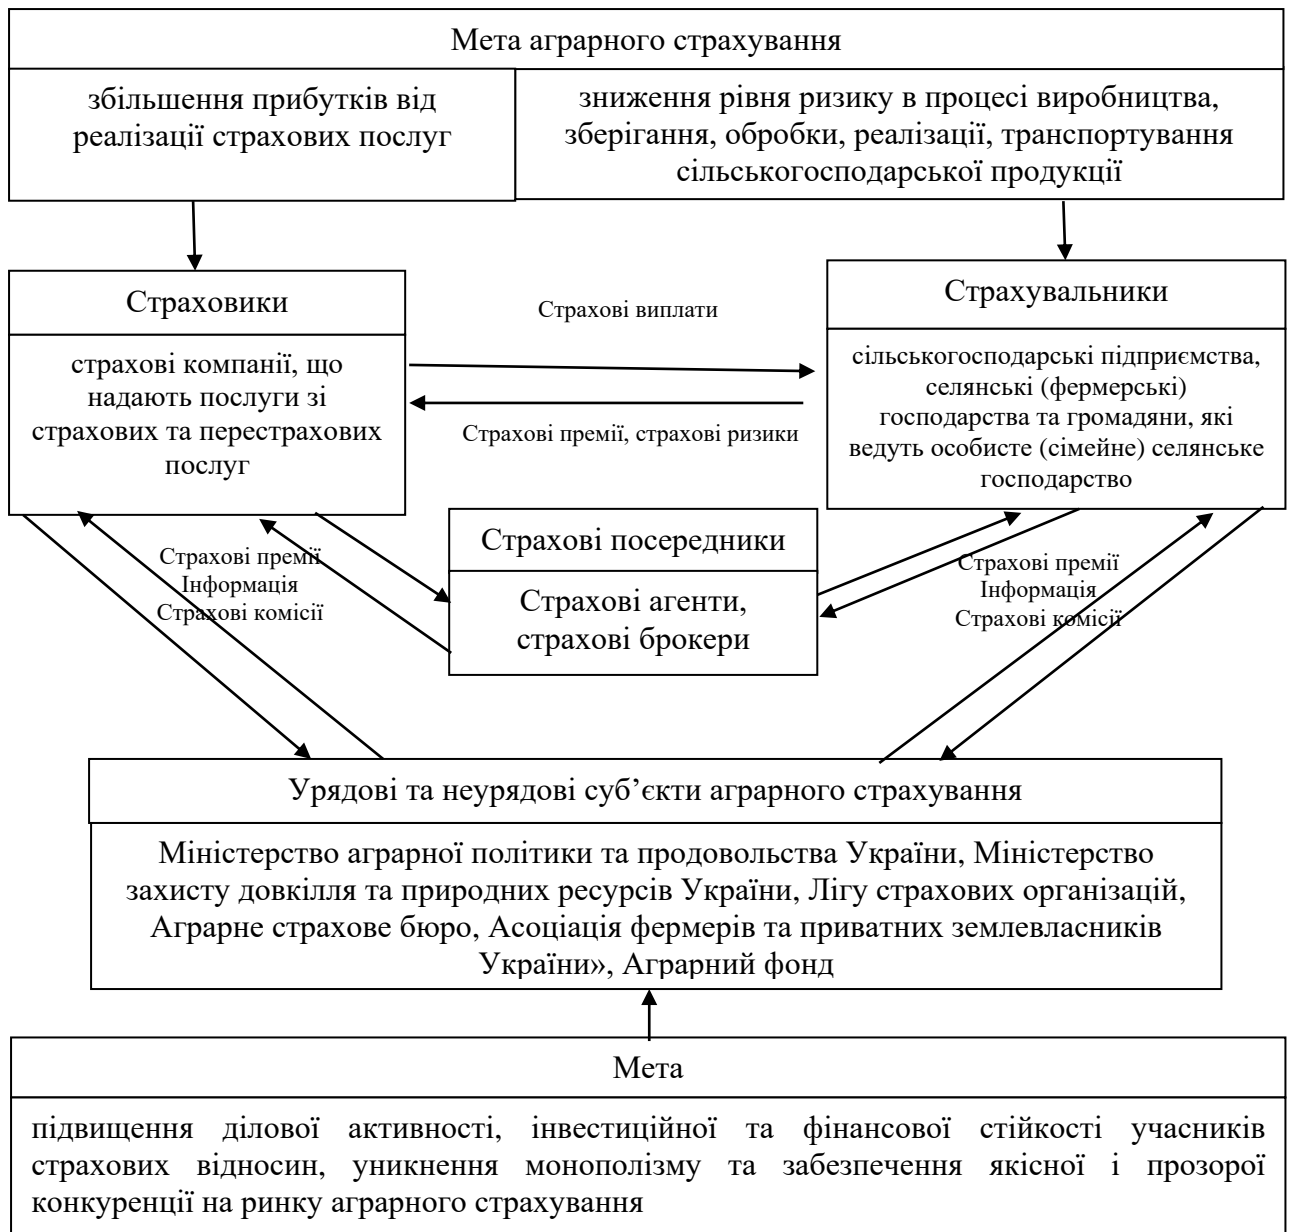 Мета аграрного страхування
збільшення прибутків від
реалізації страхових послуг
зниження рівня ризику в процесі виробництва,
зберігання, обробки, реалізації, транспортування
сільськогосподарської продукції
Страховики
страхові компанії, що
надають послуги зі
страхових та перестрахових
послуг
Страхові виплати
Страхові премії, страхові ризики
Страхувальники
сільськогосподарські підприємства,
селянські (фермерські)
господарства та громадяни, які
ведуть особисте (сімейне) селянське
господарство
Страхові премії
Інформація
Страхові комісії
Страхові посередники
Страхові агенти,
страхові брокери
Страхові премії
Інформація
Страхові комісії
Урядові та неурядові суб’єкти аграрного страхування
Міністерство аграрної політики та продовольства України, Міністерство
захисту довкілля та природних ресурсів України, Лігу страхових організацій,
Аграрне страхове бюро, Асоціація фермерів та приватних землевласників
України», Аграрний фонд
Мета
підвищення ділової активності, інвестиційної та фінансової стійкості учасників
страхових відносин, уникнення монополізму та забезпечення якісної і прозорої
конкуренції на ринку аграрного страхування